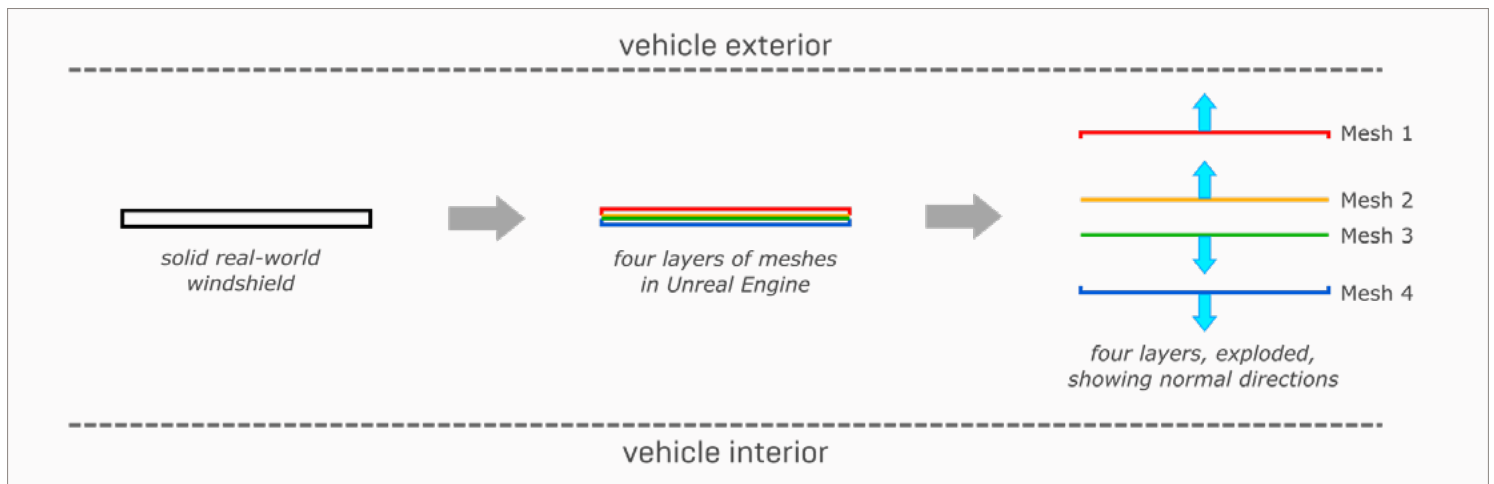 vehicle exterior
solid real-world
windshield
four layers of meshes
in Unreal Engine
Mesh 1
Mesh 2
Mesh 3
Mesh 4
four layers, exploded,
showing normal directions
vehicle interior